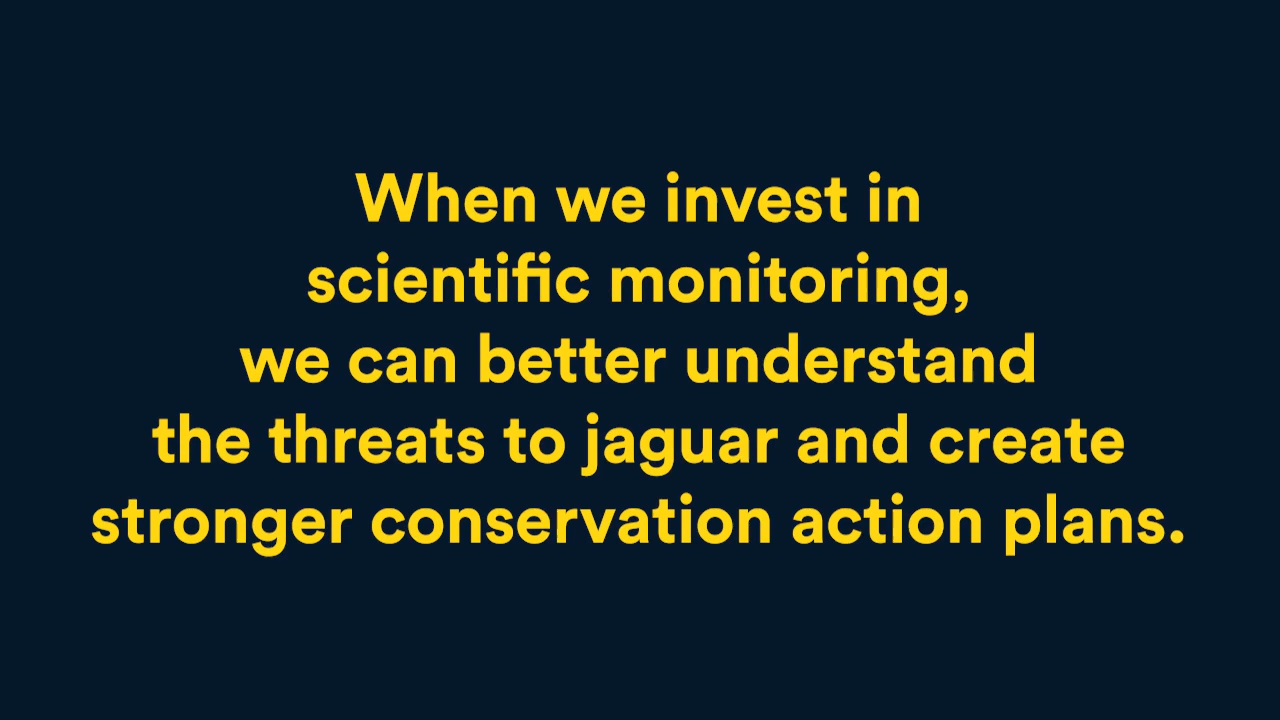 When we invest in
scientific monitoring,
we can better understand
the threats to jaguar and create
stronger conservation action plans.